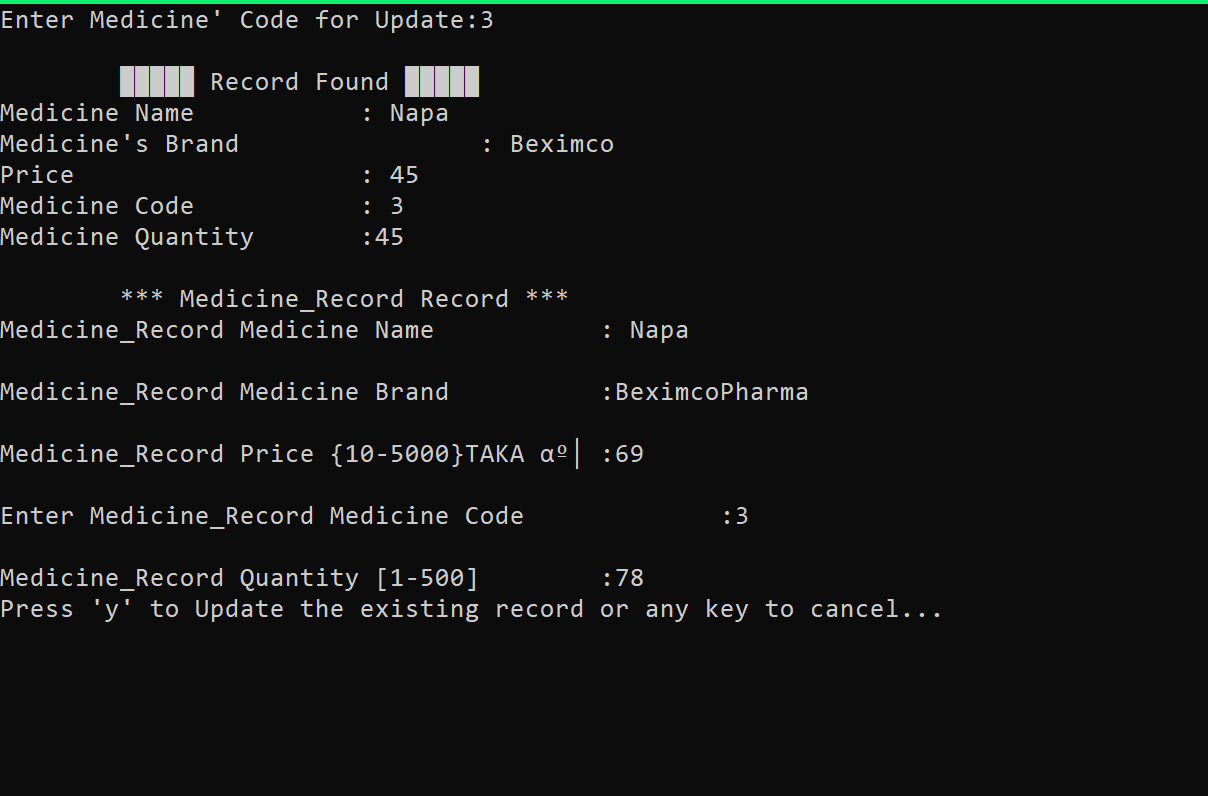 Enter Medicine' Code for Update:3
█████ Record Found █████
Medicine Name : Napa
Medicine's Brand : Beximco
Price : 45
Medicine Code : 3
Medicine Quantity :45
*** Medicine_Record Record ***
Medicine_Record Medicine Name : Napa
Medicine_Record Medicine Brand :BeximcoPharma
Medicine_Record Price {10-5000}TAKA αº│ :69
Enter Medicine_Record Medicine Code :3
Medicine_Record Quantity [1-500] :78
Press 'y' to Update the existing record or any key to cancel...